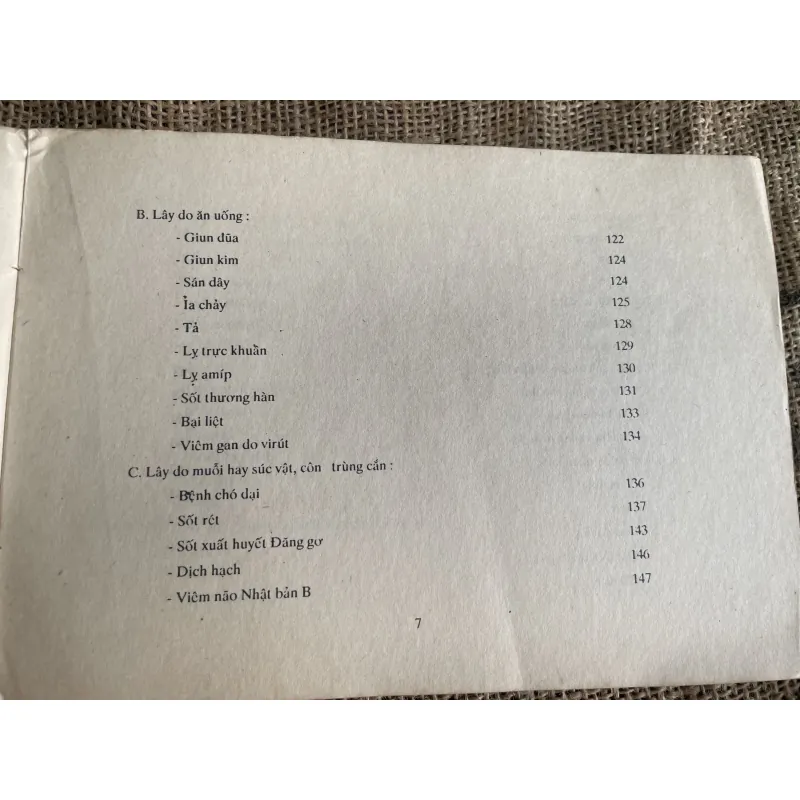 B. Lây do ăn uống :
- Giun đũa 122
- Giun kim 124
- Sán dây 124
- Ỉa chảy 125
- Tả 128
- Lỵ trực khuẩn 129
- Lỵ amíp 130
- Sốt thương hàn 131
- Bại liệt 133
- Viêm gan do virút 134
C. Lây do muỗi hay súc vật, côn trùng cắn :
- Bệnh chó dại 136
- Sốt rét 137
- Sốt xuất huyết Đăng gơ 143
- Dịch hạch 146
- Viêm não Nhật bản B 147
7